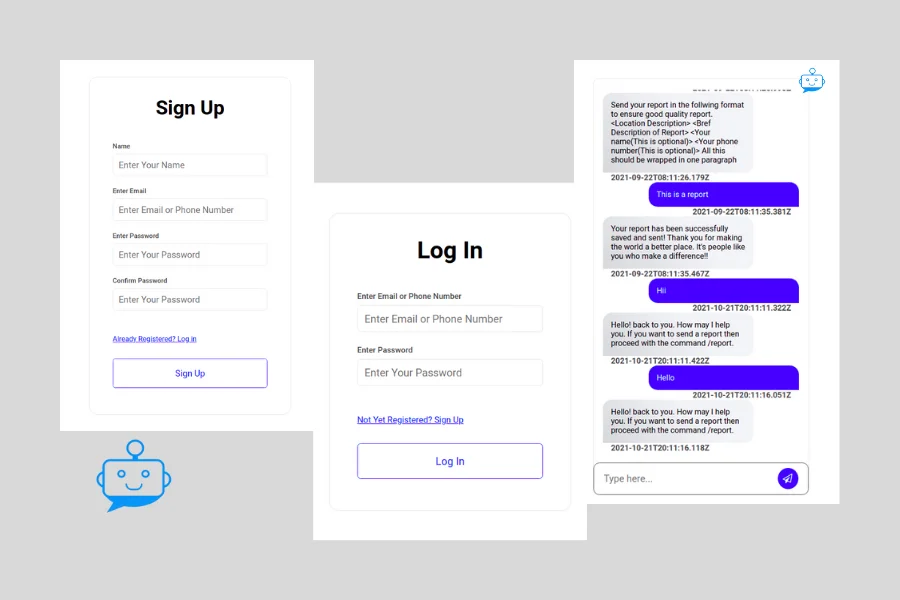 Sign Up
Name
Enter Your Name
Enter Email
Enter Email or Phone Number
Enter Password
Enter Your Password
Confirm Password
Enter Your Password
Already Registered? Log in
Sign Up
Log In
Enter Email or Phone Number
Enter Email or Phone Number
Enter Password
Enter Your Password
Not Yet Registered? Sign Up
Log In
Send your report in the follwing format
to ensure good quality report.
<Location Description> <Bref
Description of Report> <Your
name(This is optional)> <Your phone
number(This is optional)> All this
should be wrapped in one paragraph
2021-09-22T08:11:26.179Z
This is a report
2021-09-22T08:11:35.381Z
Your report has been successfully
saved and sent! Thank you for making
the world a better place. It's people like
you who make a difference!!
2021-09-22T08:11:35.467Z
Hii
2021-10-21T20:11:11.322Z
Hello! back to you. How may I help
you. If you want to send a report then
proceed with the command /report.
2021-10-21T20:11:11.422Z
Hello
2021-10-21T20:11:16.051Z
Hello! back to you. How may I help
you. If you want to send a report then
proceed with the command /report.
2021-10-21T20:11:16.118Z
Type here...